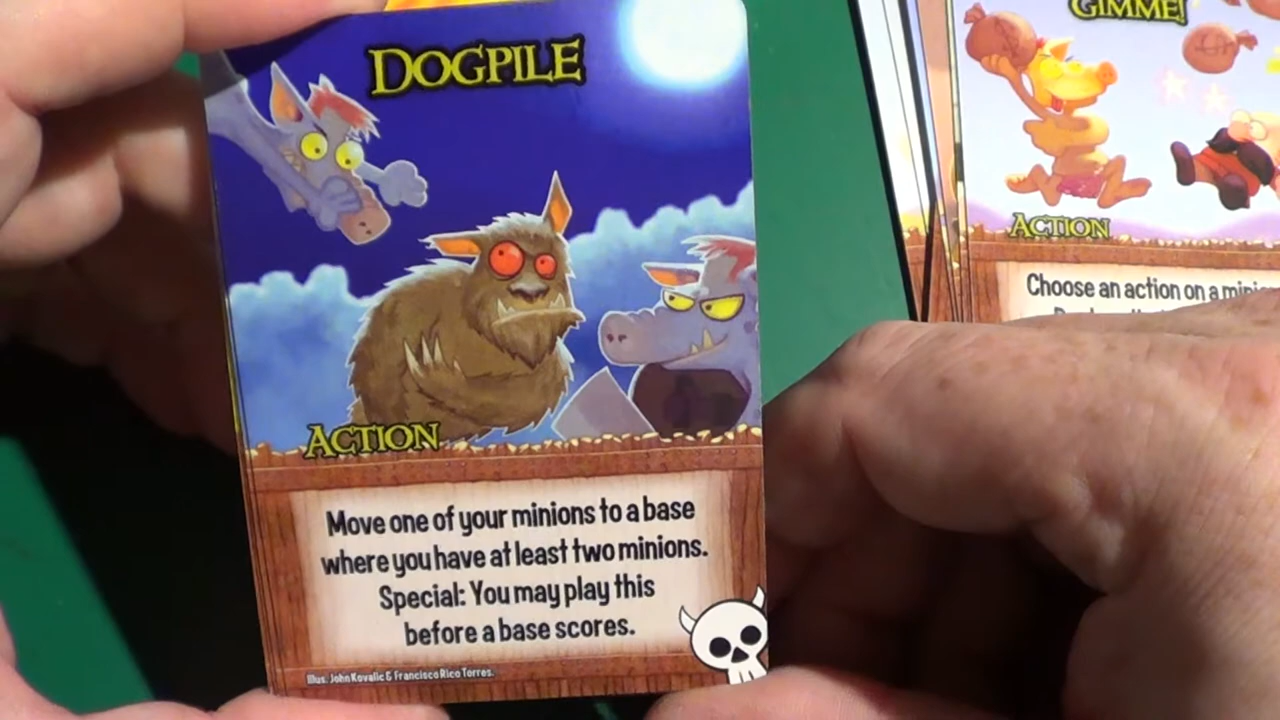 DOGPILE
ACTION
Move one of your minions to a base
where you have at least two minions.
Special: You may play this
before a base scores.
Illus. John Kovalic & Francisco Rico Torres.
GIMME!
ACTION
Choose an action on a